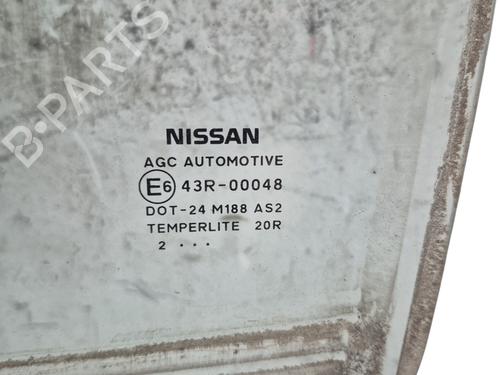 B-PARTS
NISSAN
AGC AUTOMOTIVE
E6 43R-00048
DOT-24 M188 AS2
TEMPERLITE 20R
2 ...